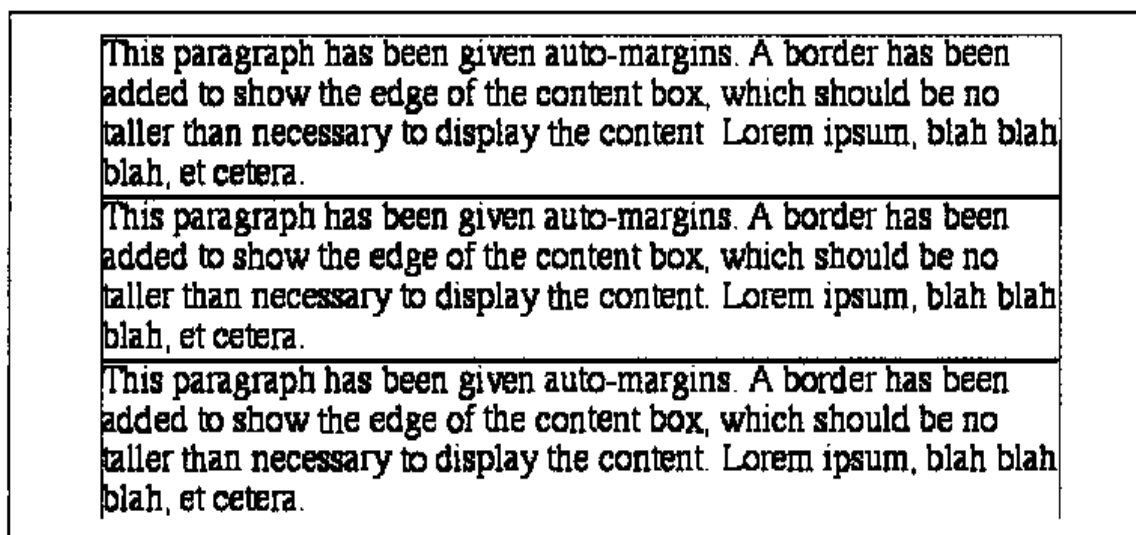 This paragraph has been given auto-margins. A border has been
added to show the edge of the content box, which should be no
taller than necessary to display the content Lorem ipsum, blah blah
blah, et cetera.
This paragraph has been given auto-margins. A border has been
added to show the edge of the content box, which should be no
taller than necessary to display the content. Lorem ipsum, blah blah
blah, et cetera.
This paragraph has been given auto-margins. A border has been
added to show the edge of the content box, which should be no
taller than necessary to display the content. Lorem ipsum, blah blah
blah, et cetera.